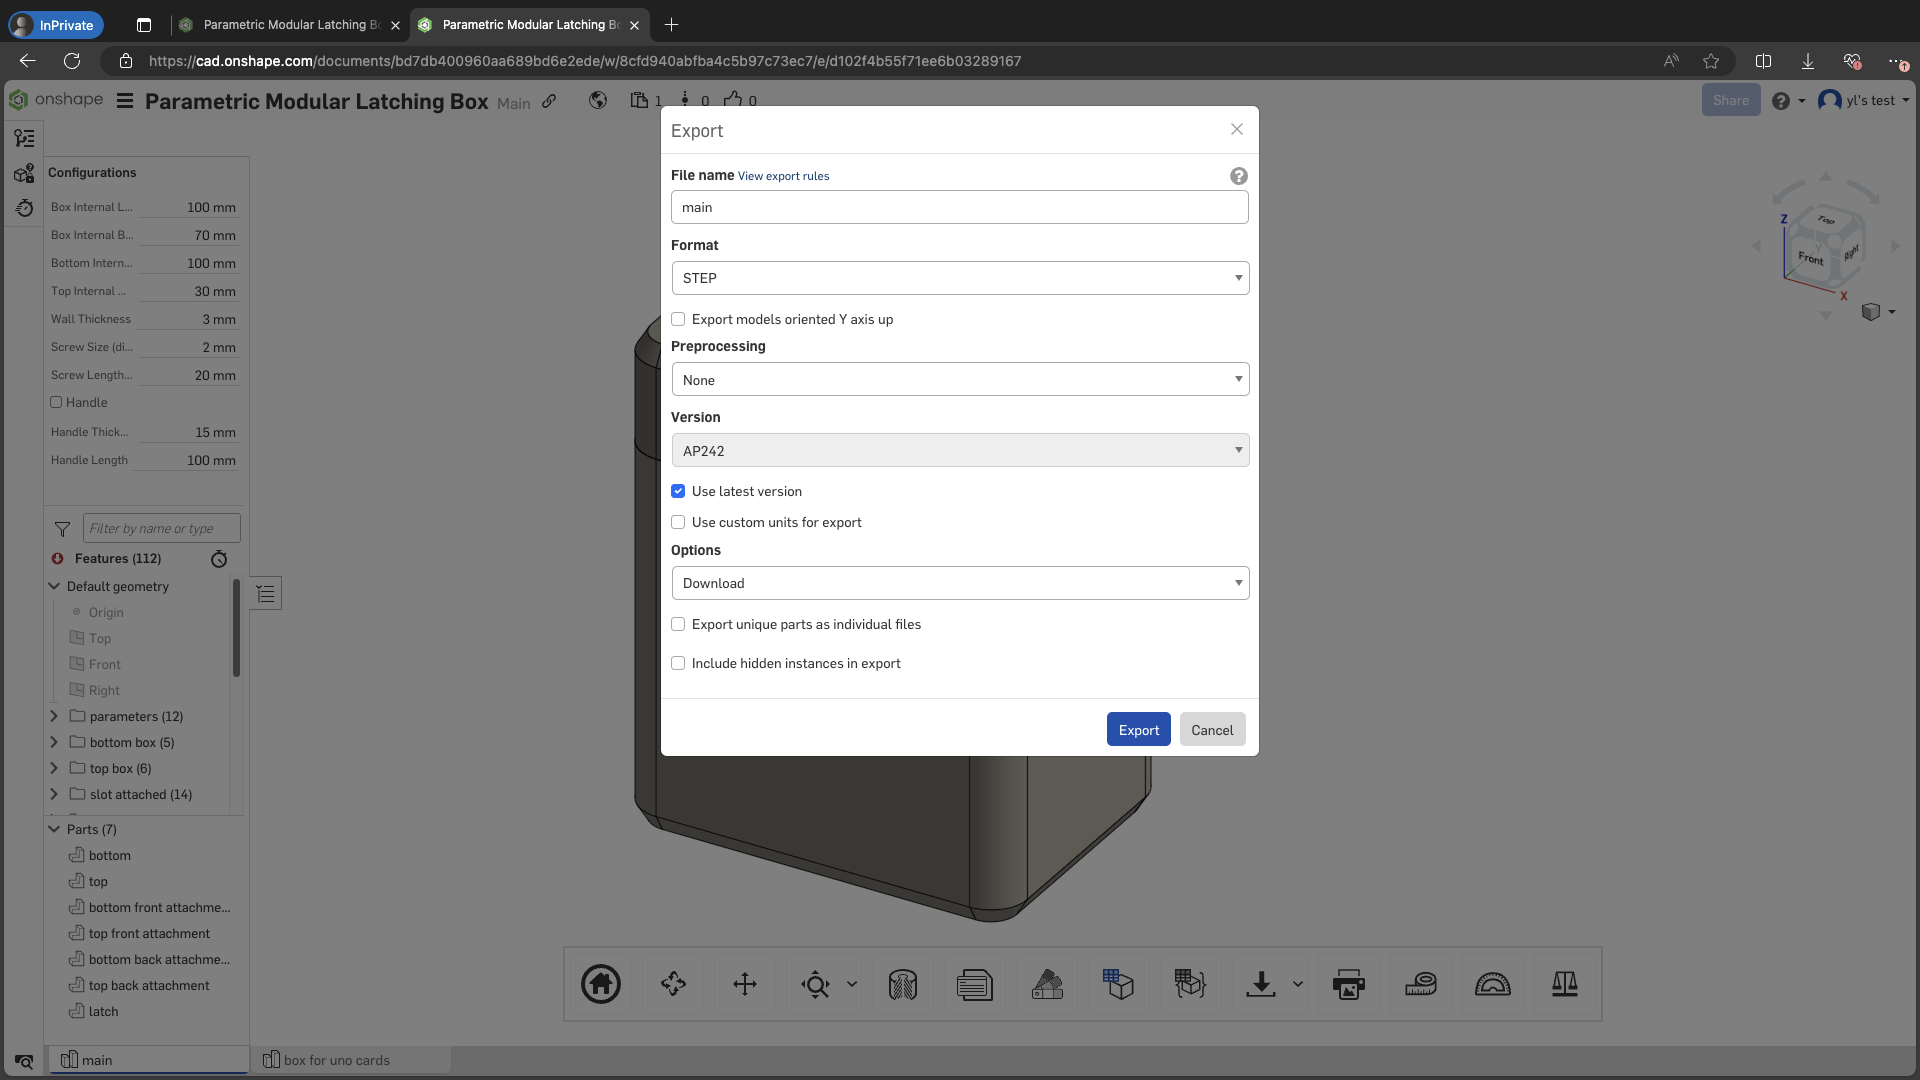 InPrivate
Parametric Modular Latching B
Parametric Modular Latching B
https://cad.onshape.com/documents/bd7db400960aa689bd6e2ede/w/8cfd940abfba4c5b97c73ec7/e/d102f4b55f71ee6b03289167
onshape
Parametric Modular Latching Box Main
1
0
0
Share
yl's test
Configurations
Box Internal L... 100 mm
Box Internal B... 70 mm
Bottom Intern... 100 mm
Top Internal ... 30 mm
Wall Thickness 3 mm
Screw Size (di... 2 mm
Screw Length... 20 mm
Handle
Handle Thick... 15 mm
Handle Length 100 mm
Filter by name or type
Features (112)
Default geometry
Origin
Top
Front
Right
parameters (12)
bottom box (5)
top box (6)
slot attached (14)
Parts (7)
bottom
top
bottom front attachme...
top front attachment
bottom back attachme...
top back attachment
latch
Export
File name View export rules
main
Format
STEP
Export models oriented Y axis up
Preprocessing
None
Version
AP242
Use latest version
Use custom units for export
Options
Download
Export unique parts as individual files
Include hidden instances in export
Export
Cancel
Z
Top
Y
Front
Right
X
main
box for uno cards